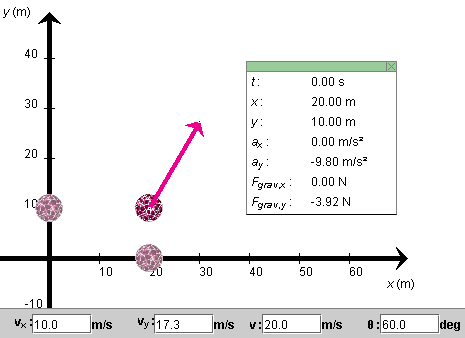 y (m)
40
30
20
10
-10
10 20 30 40 50 60
x (m)
t: 0.00 s
x: 20.00 m
y: 10.00 m
ax: 0.00 m/s²
ay: -9.80 m/s²
Fgrav,x: 0.00 N
Fgrav,y: -3.92 N
vx: 10.0 m/s vy: 17.3 m/s v: 20.0 m/s θ: 60.0 deg